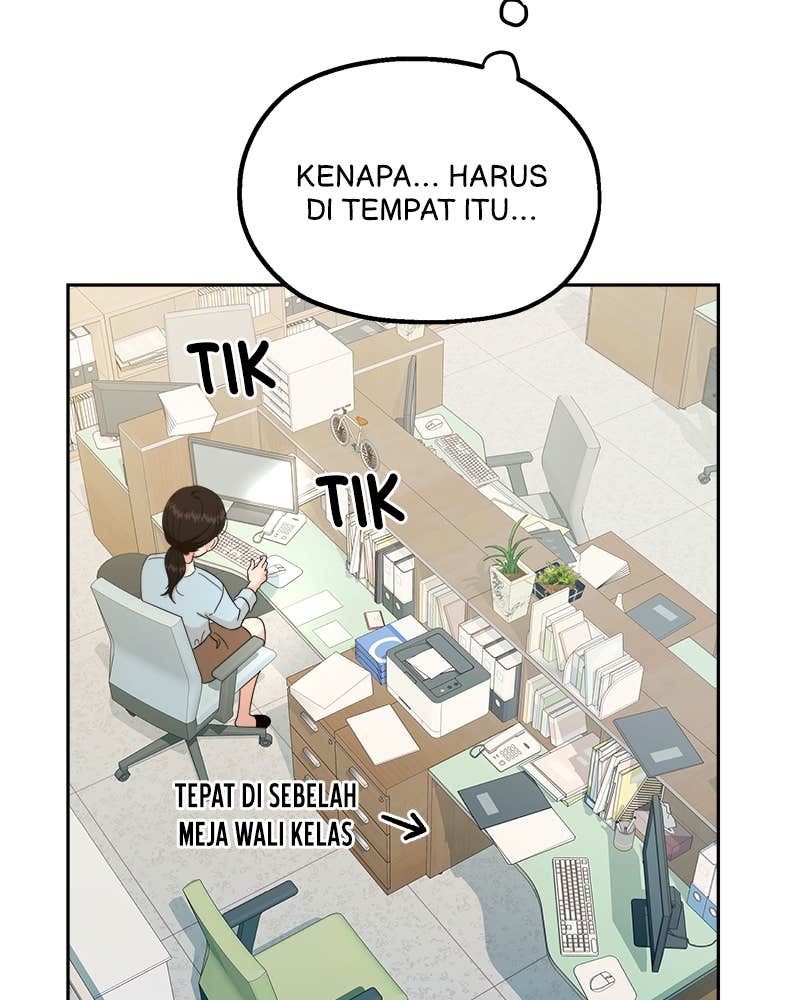 KENAPA... HARUS
DI TEMPAT ITU...
TIK
TIK
TEPAT DI SEBELAH
MEJA WALI KELAS